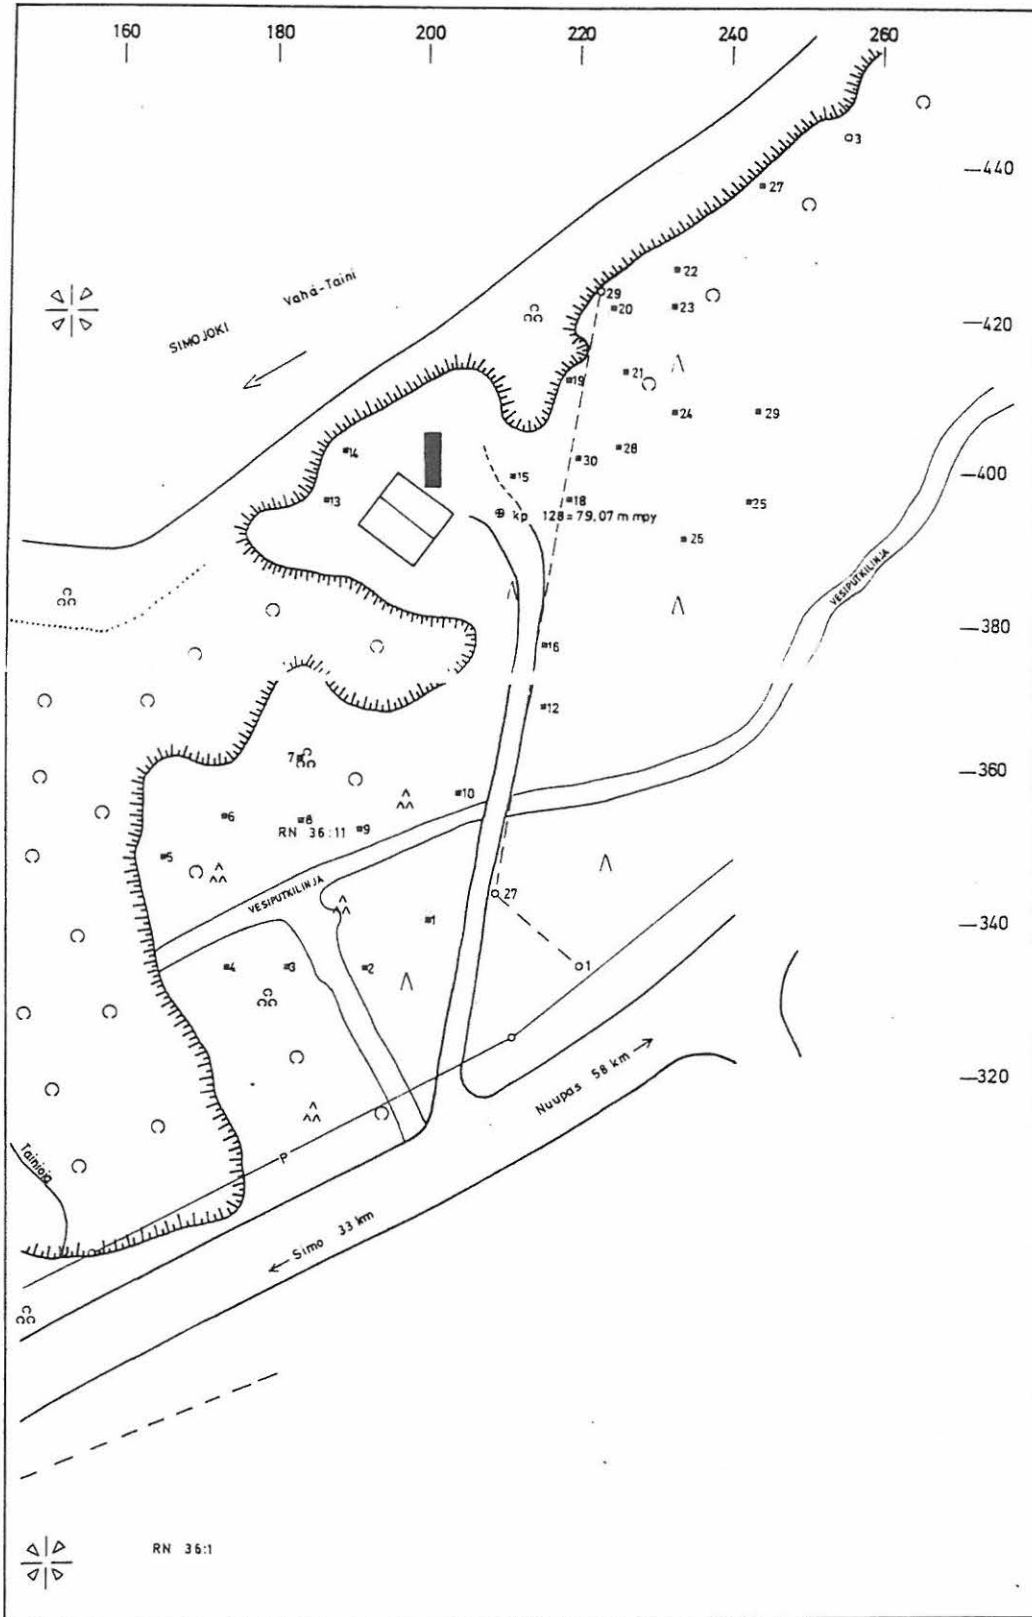 160 180 200 220 240 260
3
440
27
22
Vähä-Taini
29
20 23
SIMOJOKI
420
21
19
24 29
28
14
30
400
15
13
18
25
kp 128 = 79,07 m mpy
25
VESIPUTKILINJA
380
16
12
7
360
10
6 8
RN 36:11 9
5
VESIPUTKILINJA
27
1
340
4 3 2
1
320
Nuupas 58 km
P
Tainioja
Simo 33 km
RN 36:1